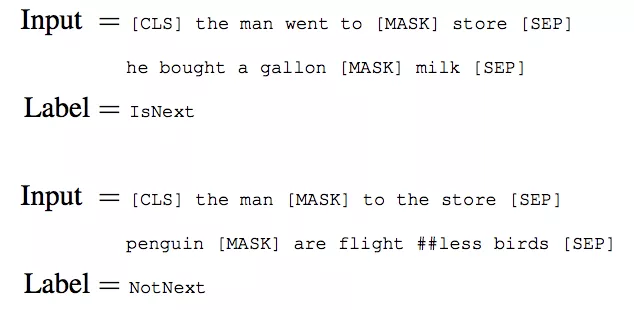 Input = [CLS] the man went to [MASK] store [SEP]
he bought a gallon [MASK] milk [SEP]
Label = IsNext
Input = [CLS] the man [MASK] to the store [SEP]
penguin [MASK] are flight ##less birds [SEP]
Label = NotNext